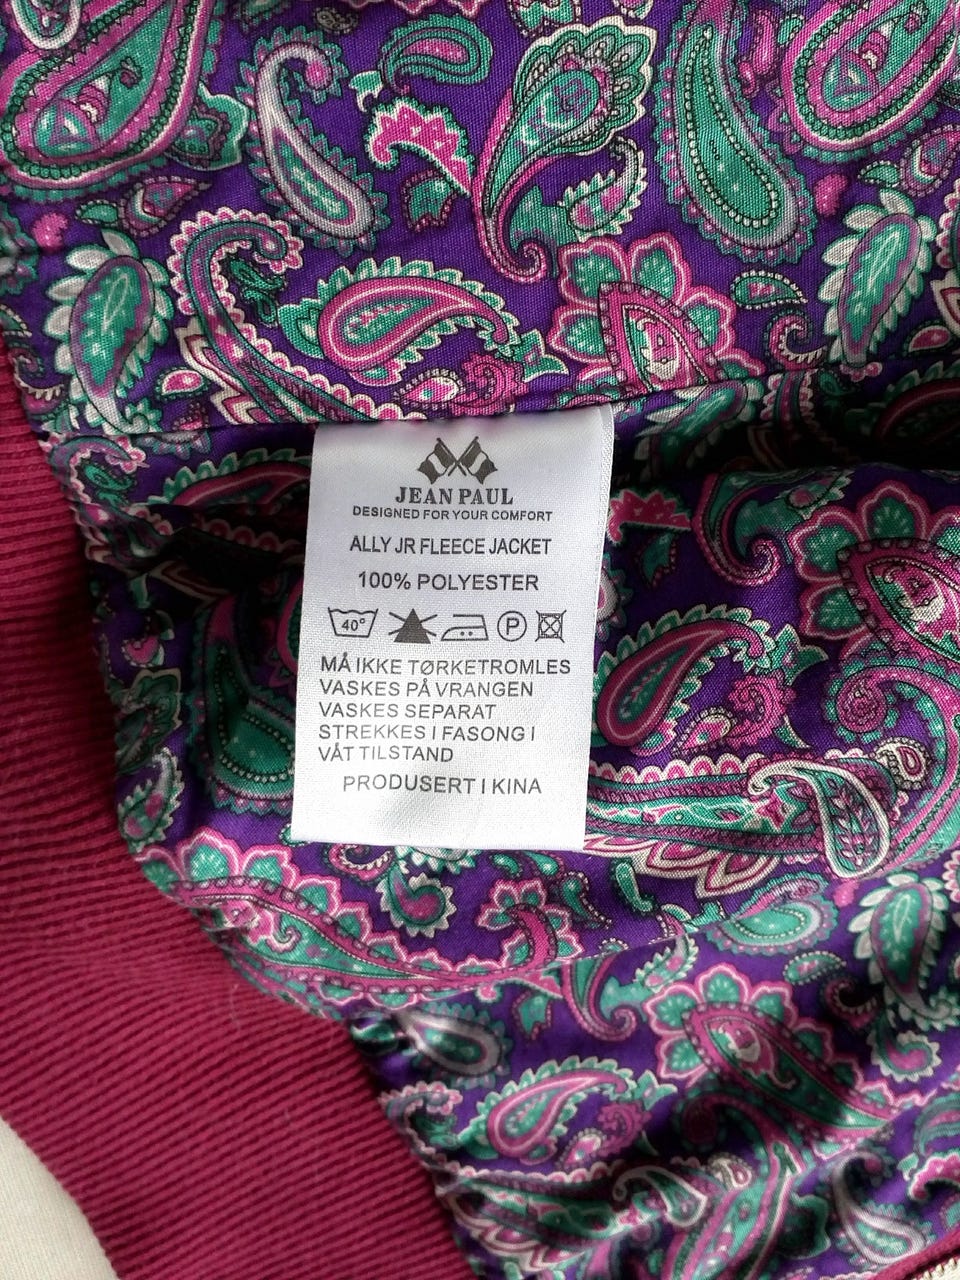 JEAN PAUL
DESIGNED FOR YOUR COMFORT
ALLY JR FLEECE JACKET
100% POLYESTER
40° P
MÅ IKKE TØRKETROMLES
VASKES PÅ VRANGEN
VASKES SEPARAT
STREKKES I FASONG I
VÅT TILSTAND
PRODUSERT I KINA